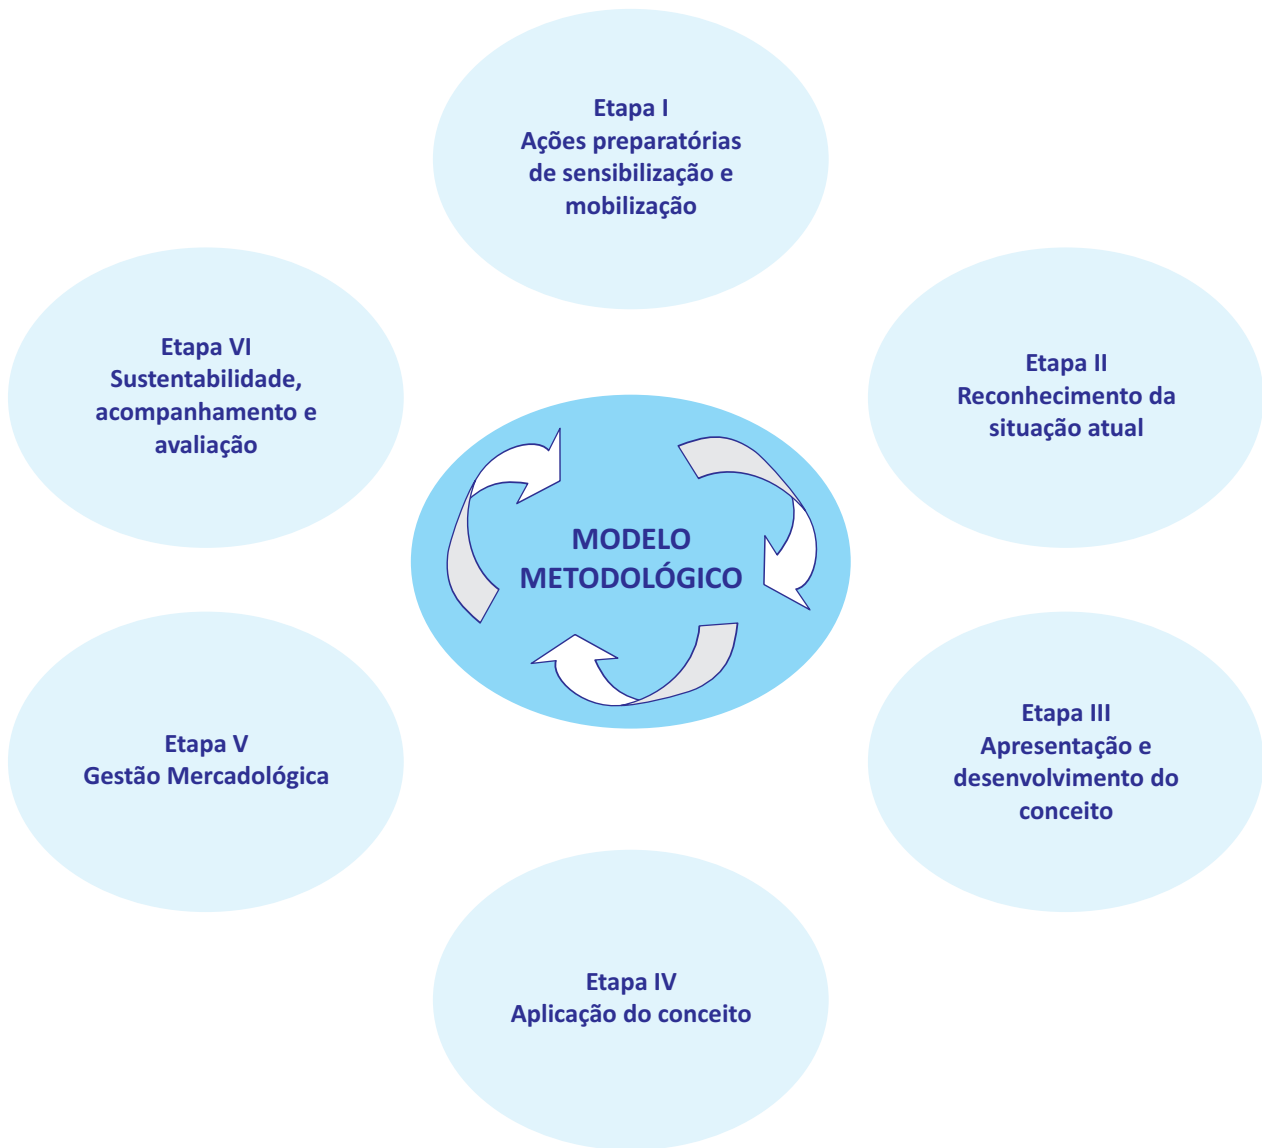 Etapa I
Ações preparatórias
de sensibilização e
mobilização
Etapa VI
Sustentabilidade,
acompanhamento e
avaliação
Etapa II
Reconhecimento da
situação atual
MODELO
METODOLÓGICO
Etapa V
Gestão Mercadológica
Etapa III
Apresentação e
desenvolvimento do
conceito
Etapa IV
Aplicação do conceito